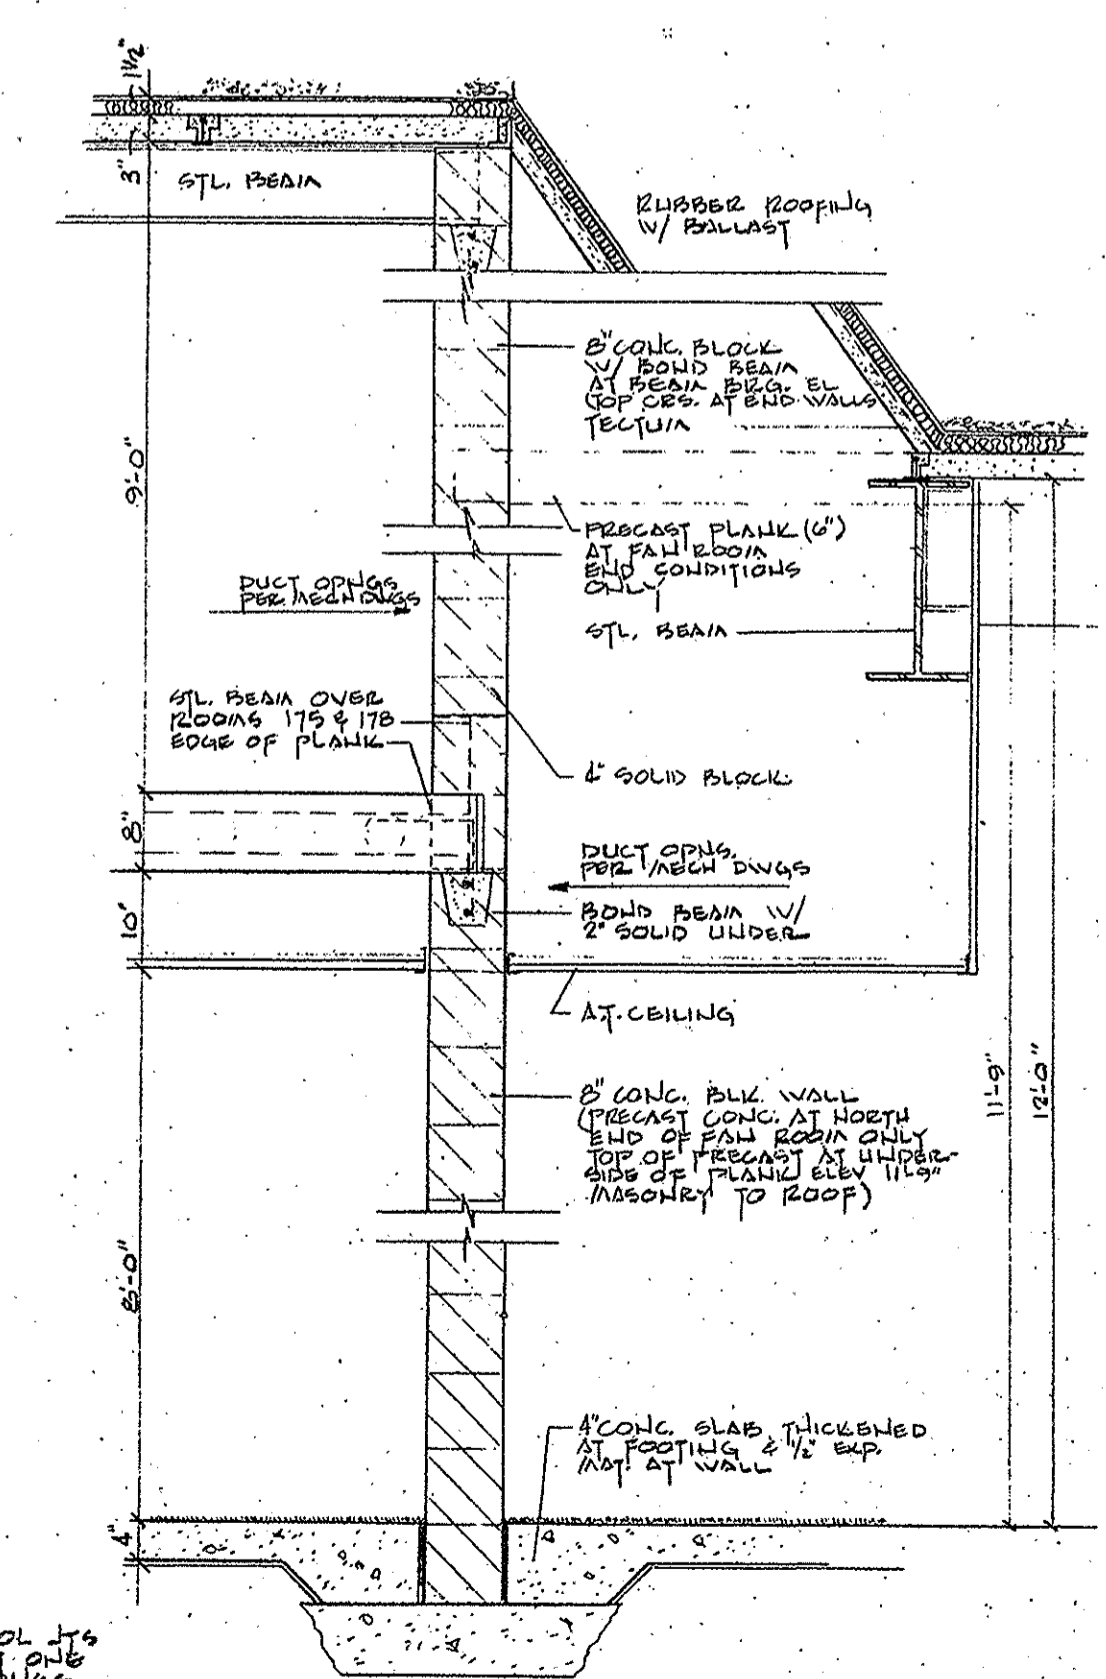 1½"
3"
STL. BEAM
RUBBER ROOFING
W/ BALLAST
8" CONC. BLOCK
W/ BOND BEAM
AT BEAM BRG. EL
(TOP CRS. AT END WALLS
TECTUM
9'-0"
PRECAST PLANK (6")
AT FAN ROOM
END CONDITIONS
ONLY
DUCT OPNGS
PER MECH DWGS
STL. BEAM
STL. BEAM OVER
ROOMS 175 & 178
EDGE OF PLANK
4" SOLID BLOCK
8"
DUCT OPNS.
PER MECH DWGS
10"
BOND BEAM W/
2" SOLID UNDER
A.T. CEILING
11'-9"
12'-0"
8" CONC. BLK. WALL
(PRECAST CONC. AT NORTH
END OF FAN ROOM ONLY
TOP OF PRECAST AT UNDER-
SIDE OF PLANK ELEV 11'-9"
MASONRY TO ROOF)
8'-0"
4" CONC. SLAB THICKENED
AT FOOTING & ½" EXP.
MAT. AT WALL
4"
OL JTS
ONE